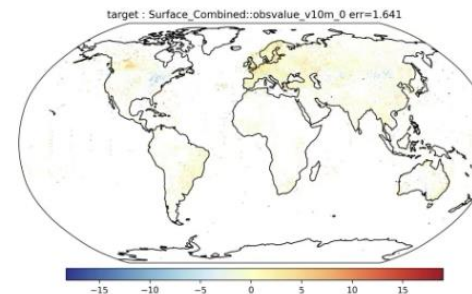 target : Surface_Combined::obsvalue_v10m_0 err=1.641
−15 −10 −5 0 5 10 15